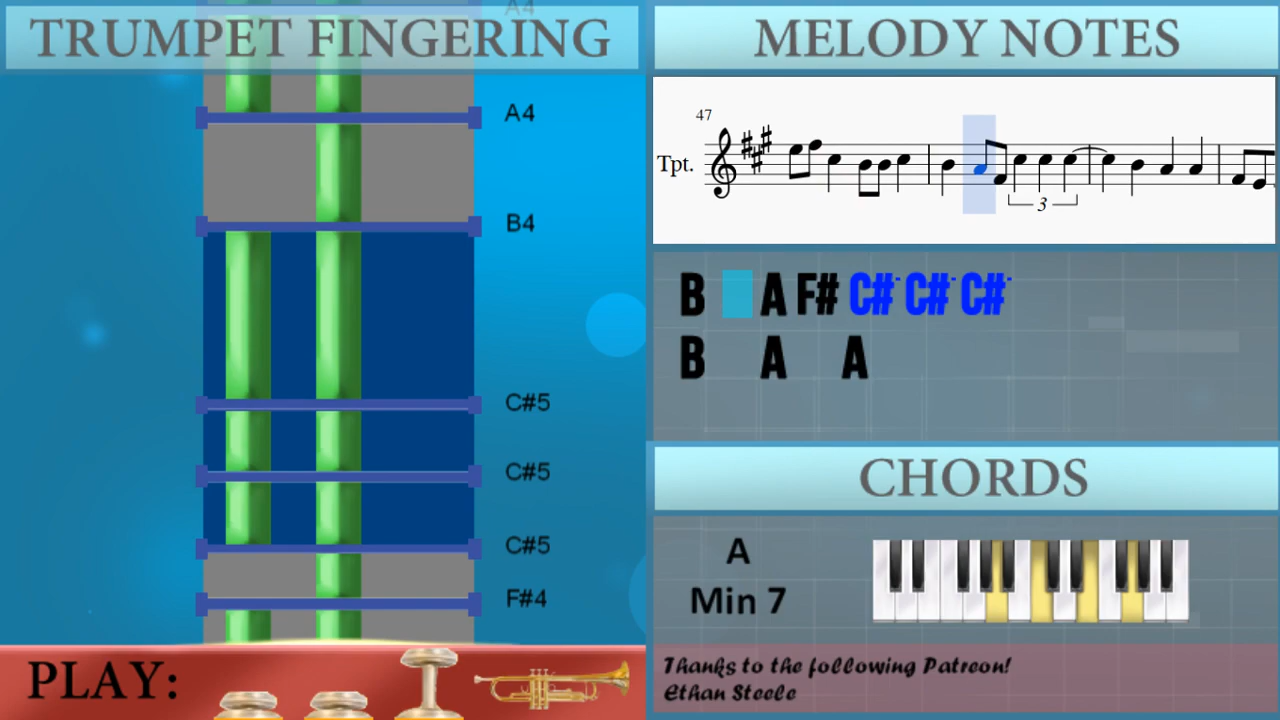 TRUMPET FINGERING
A4
A4
B4
C#5
C#5
C#5
F#4
PLAY:
MELODY NOTES
47
Tpt.
3
B A F# C#- C#- C#-
B A A
CHORDS
A
Min 7
Thanks to the following Patreon!
Ethan Steele